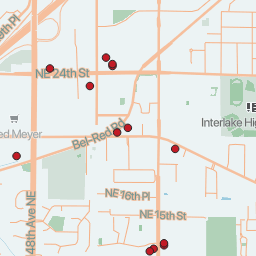 NE 24th St
Interlake Hig
ed Meyer
Bel-Red Rd
NE 16th Pl
NE 15th St
48th Ave NE